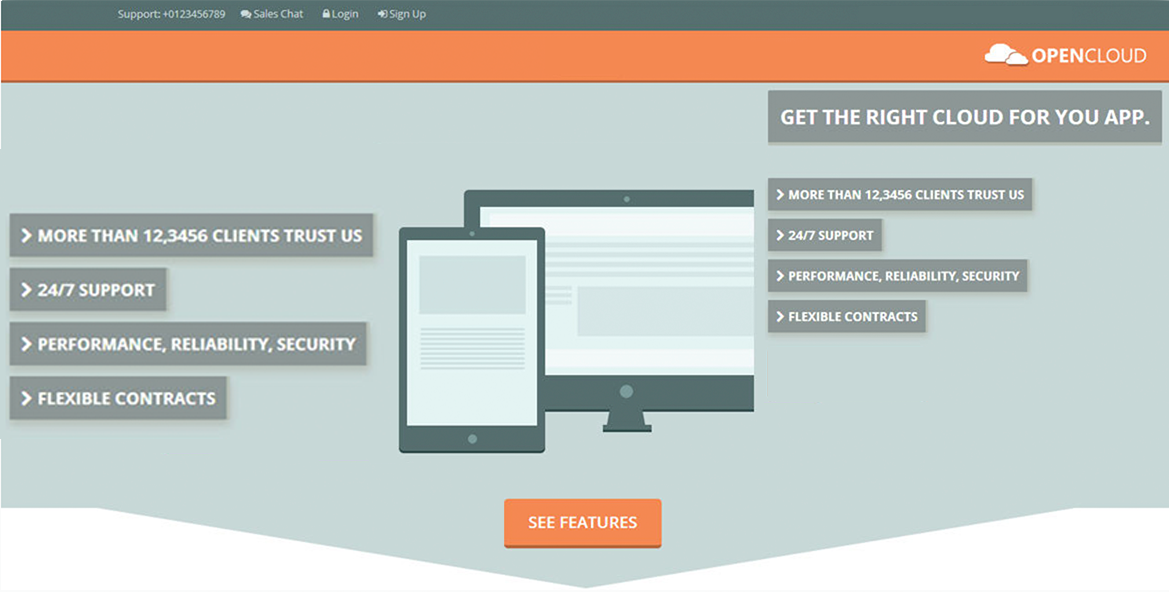 Support: +0123456789 Sales Chat Login Sign Up
OPENCLOUD
GET THE RIGHT CLOUD FOR YOU APP.
MORE THAN 12,3456 CLIENTS TRUST US
24/7 SUPPORT
PERFORMANCE, RELIABILITY, SECURITY
FLEXIBLE CONTRACTS
MORE THAN 12,3456 CLIENTS TRUST US
24/7 SUPPORT
PERFORMANCE, RELIABILITY, SECURITY
FLEXIBLE CONTRACTS
SEE FEATURES